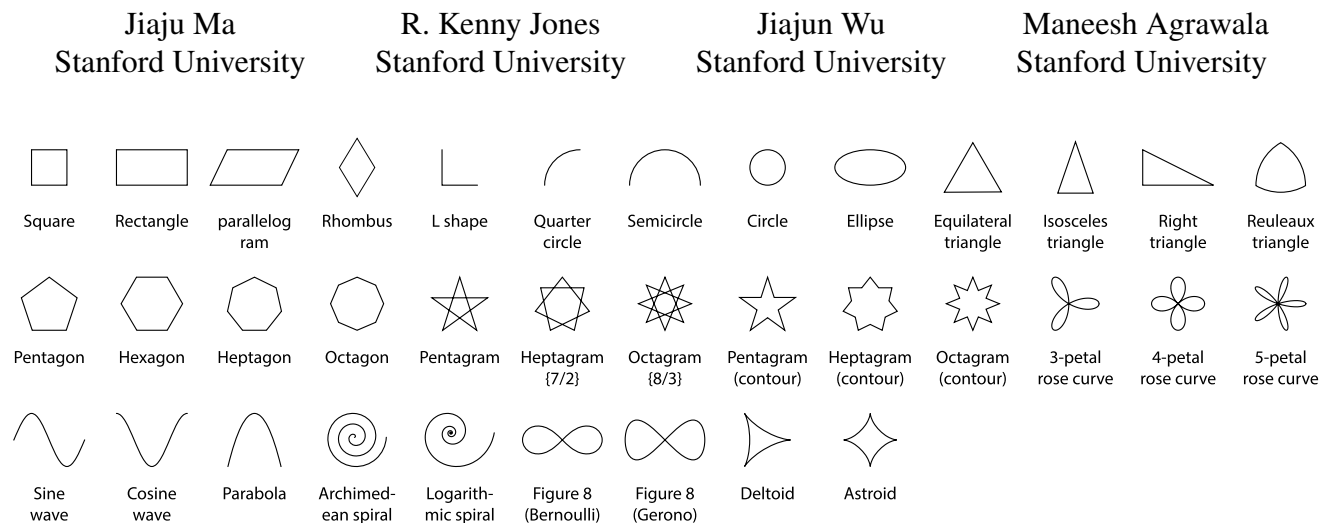 Jiaju Ma R. Kenny Jones Jiajun Wu Maneesh Agrawala
Stanford University Stanford University Stanford University Stanford University
Square Rectangle parallelog L shape Rhombus Quarter Semicircle Circle Ellipse Equilateral Isosceles Right Reuleaux
ram circle triangle triangle triangle triangle
Pentagon Hexagon Heptagon Octagon Pentagram Heptagram Octagram Pentagram Heptagram Octagram 3-petal 4-petal 5-petal
{7/2} {8/3} (contour) (contour) (contour) rose curve rose curve rose curve
Sine Cosine Parabola Archimed- Logarith- Figure 8 Figure 8 Deltoid Astroid
wave wave ean spiral mic spiral (Bernoulli) (Gerono)